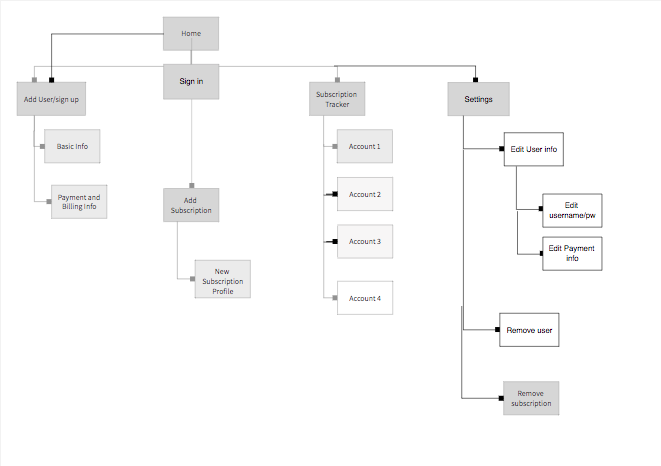 Home
Sign in
Add User/sign up
Basic Info
Payment and
Billing Info
Add
Subscription
New
Subscription
Profile
Subscription
Tracker
Account 1
Account 2
Account 3
Account 4
Settings
Edit User info
Edit
username/pw
Edit Payment
info
Remove user
Remove
subscription